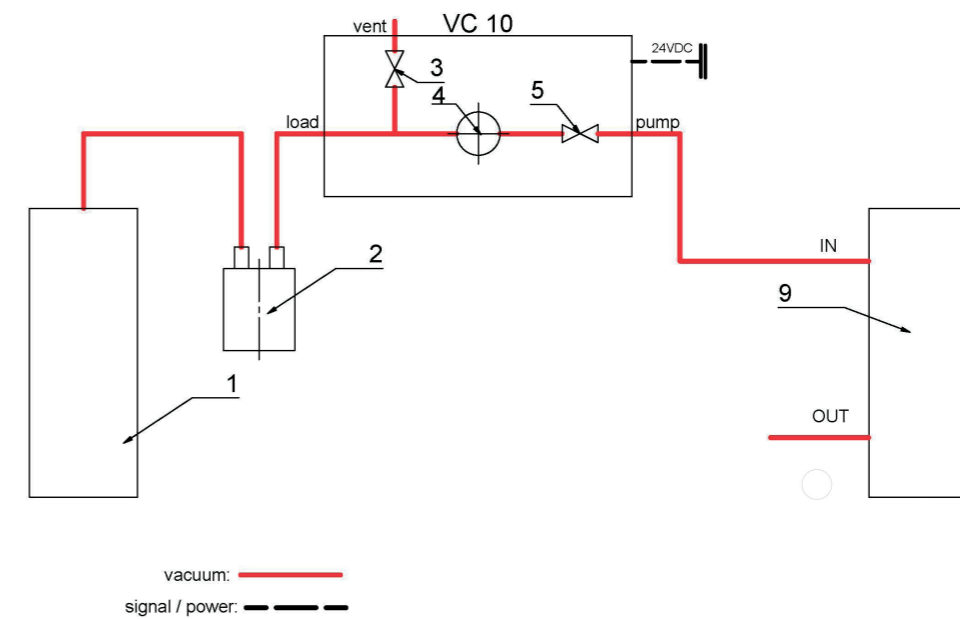 vent VC 10
24VDC
3
4
5
load
pump
IN
2
9
1
OUT
vacuum:
signal / power: